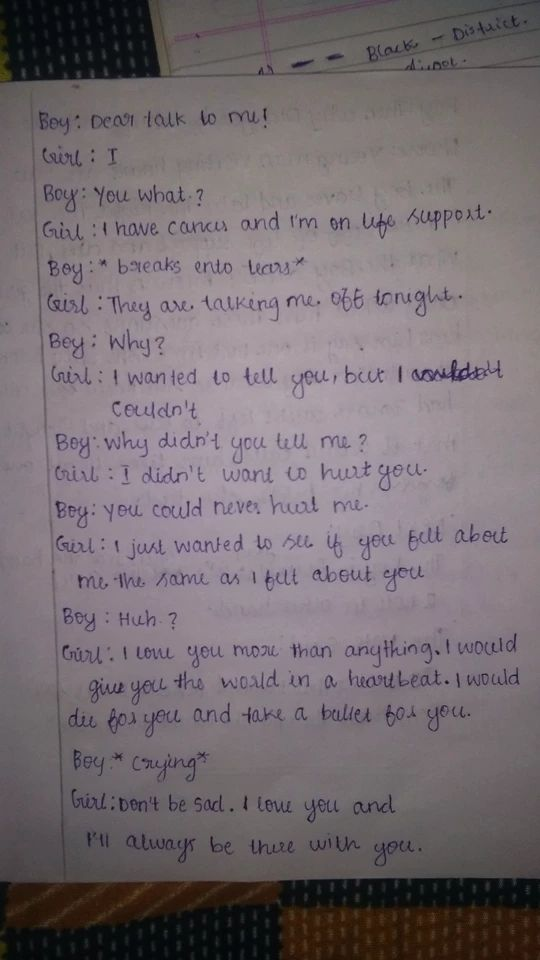 Black - District.
Boy: Dear talk to me!
Girl: I
Boy: You what.?
Girl: I have cancer and I'm on life support.
Boy:* breaks ento tears*
Girl: They are talking me off tonight.
Boy: Why?
Girl: I wanted to tell you, but I
Couldn't
Boy: Why didn't you tell me?
Girl: I didn't want to hurt you.
Boy: You could never hurt me.
Girl: I just wanted to see if you felt about
me the same as I felt about you
Boy: Huh.?
Girl: I love you more than anything. I would
give you the world in a heartbeat. I would
die for you and take a bullet for you.
Boy:* Crying*
Girl: Don't be sad. I love you and
I'll always be there with you.